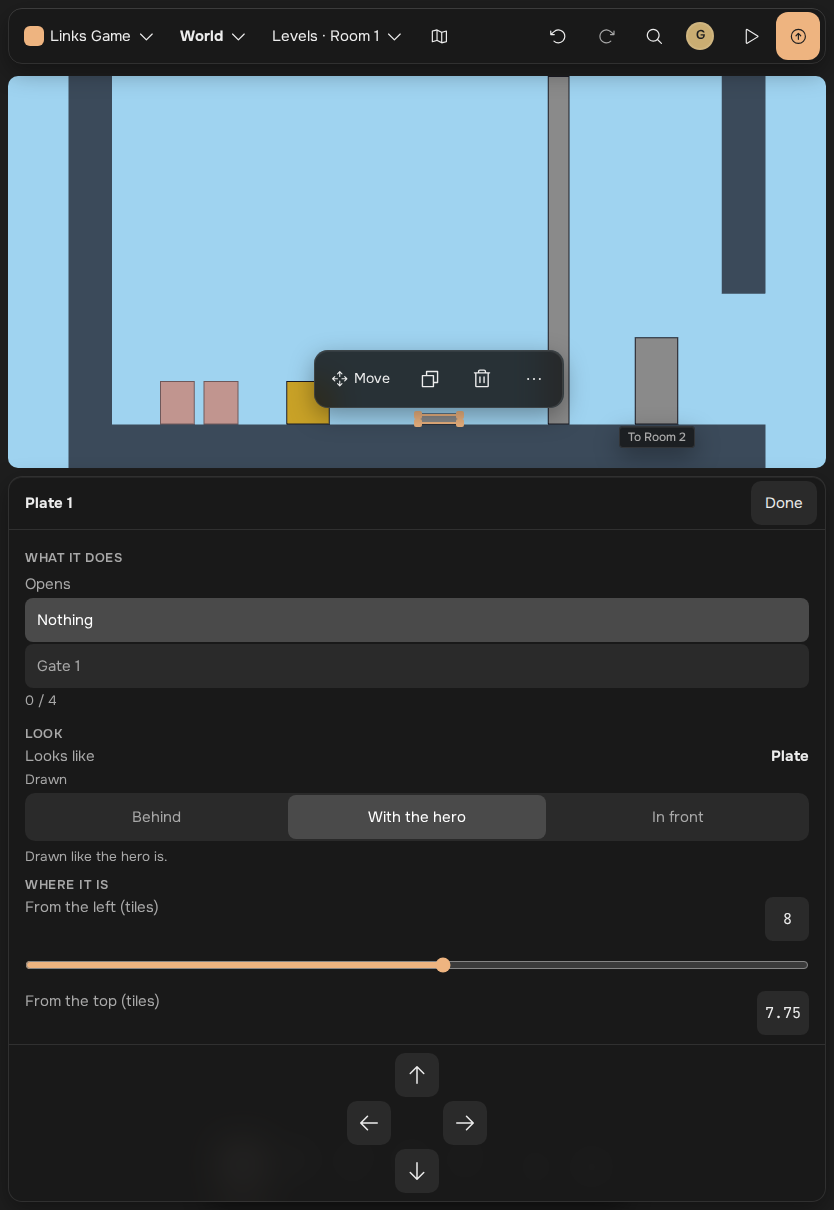 Links Game
World
Levels · Room 1
G
Move
To Room 2
Plate 1
Done
WHAT IT DOES
Opens
Nothing
Gate 1
0 / 4
LOOK
Looks like
Plate
Drawn
Behind
With the hero
In front
Drawn like the hero is.
WHERE IT IS
From the left (tiles)
8
From the top (tiles)
7.75